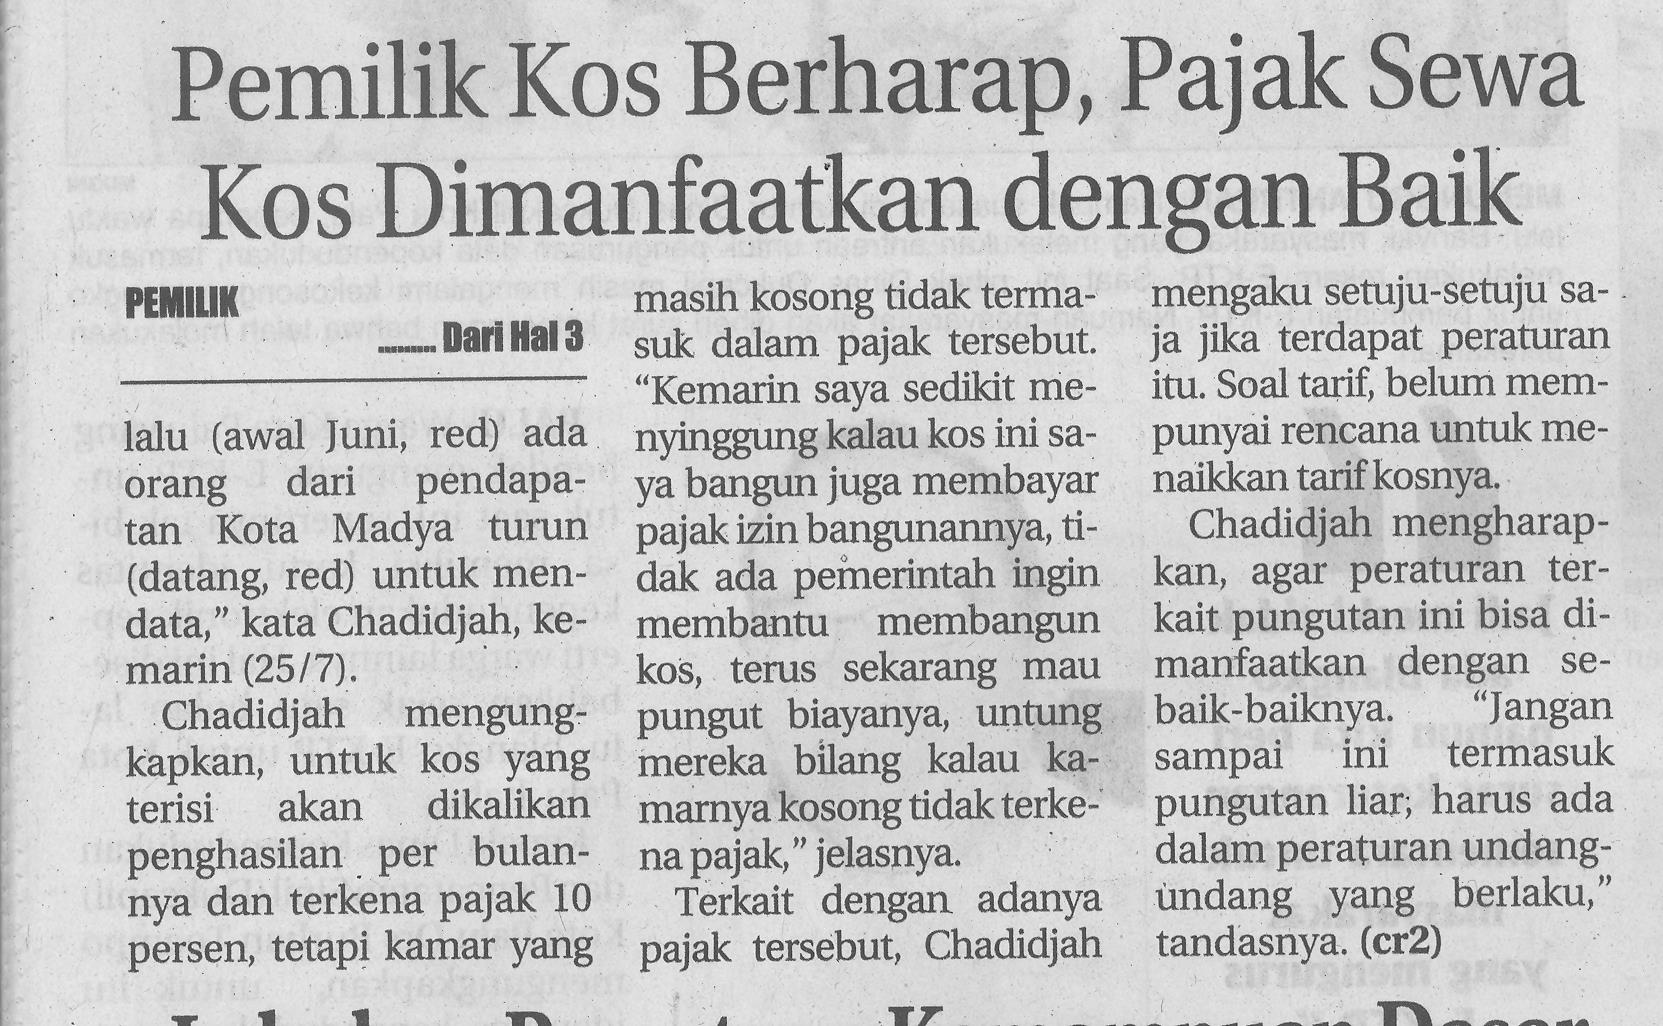 Pemilik Kos Berharap, Pajak Sewa
Kos Dimanfaatkan dengan Baik
PEMILIK
......... Dari Hal 3
lalu (awal Juni, red) ada
orang dari pendapa-
tan Kota Madya turun
(datang, red) untuk men-
data,” kata Chadidjah, ke-
marin (25/7).
Chadidjah mengung-
kapkan, untuk kos yang
terisi akan dikalikan
penghasilan per bulan-
nya dan terkena pajak 10
persen, tetapi kamar yang
masih kosong tidak terma-
suk dalam pajak tersebut.
“Kemarin saya sedikit me-
nyinggung kalau kos ini sa-
ya bangun juga membayar
pajak izin bangunannya, ti-
dak ada pemerintah ingin
membantu membangun
kos, terus sekarang mau
pungut biayanya, untung
mereka bilang kalau ka-
marnya kosong tidak terke-
na pajak,” jelasnya.
Terkait dengan adanya
pajak tersebut, Chadidjah
mengaku setuju-setuju sa-
ja jika terdapat peraturan
itu. Soal tarif, belum mem-
punyai rencana untuk me-
naikkan tarif kosnya.
Chadidjah mengharap-
kan, agar peraturan ter-
kait pungutan ini bisa di-
manfaatkan dengan se-
baik-baiknya. “Jangan
sampai ini termasuk
pungutan liar; harus ada
dalam peraturan undang-
undang yang berlaku,”
tandasnya. (cr2)